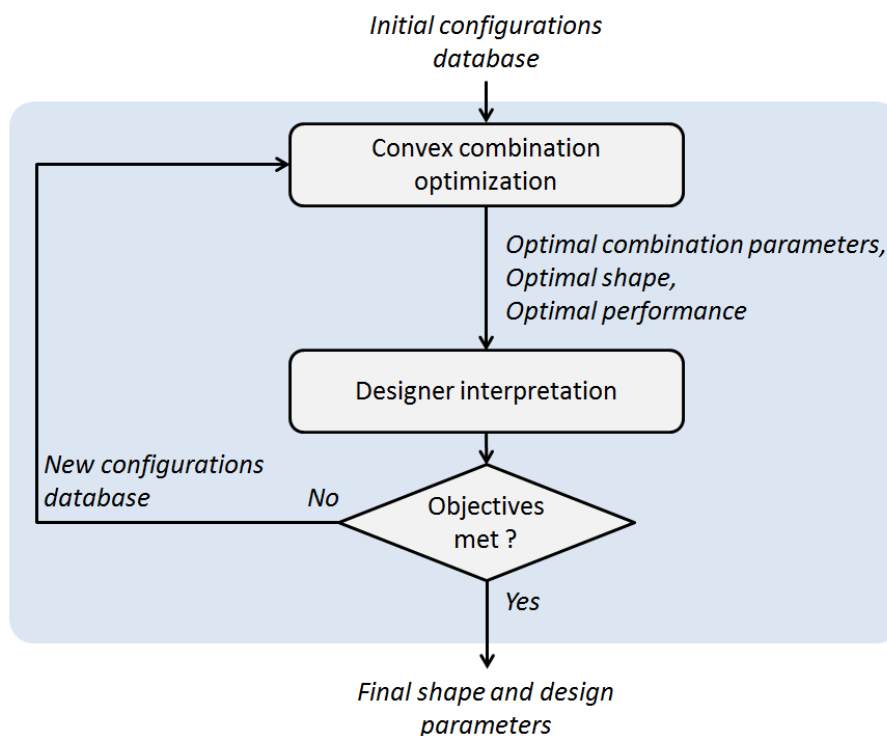 Initial configurations
database
Convex combination
optimization
Optimal combination parameters,
Optimal shape,
Optimal performance
Designer interpretation
New configurations
database
No
Objectives
met ?
Yes
Final shape and design
parameters